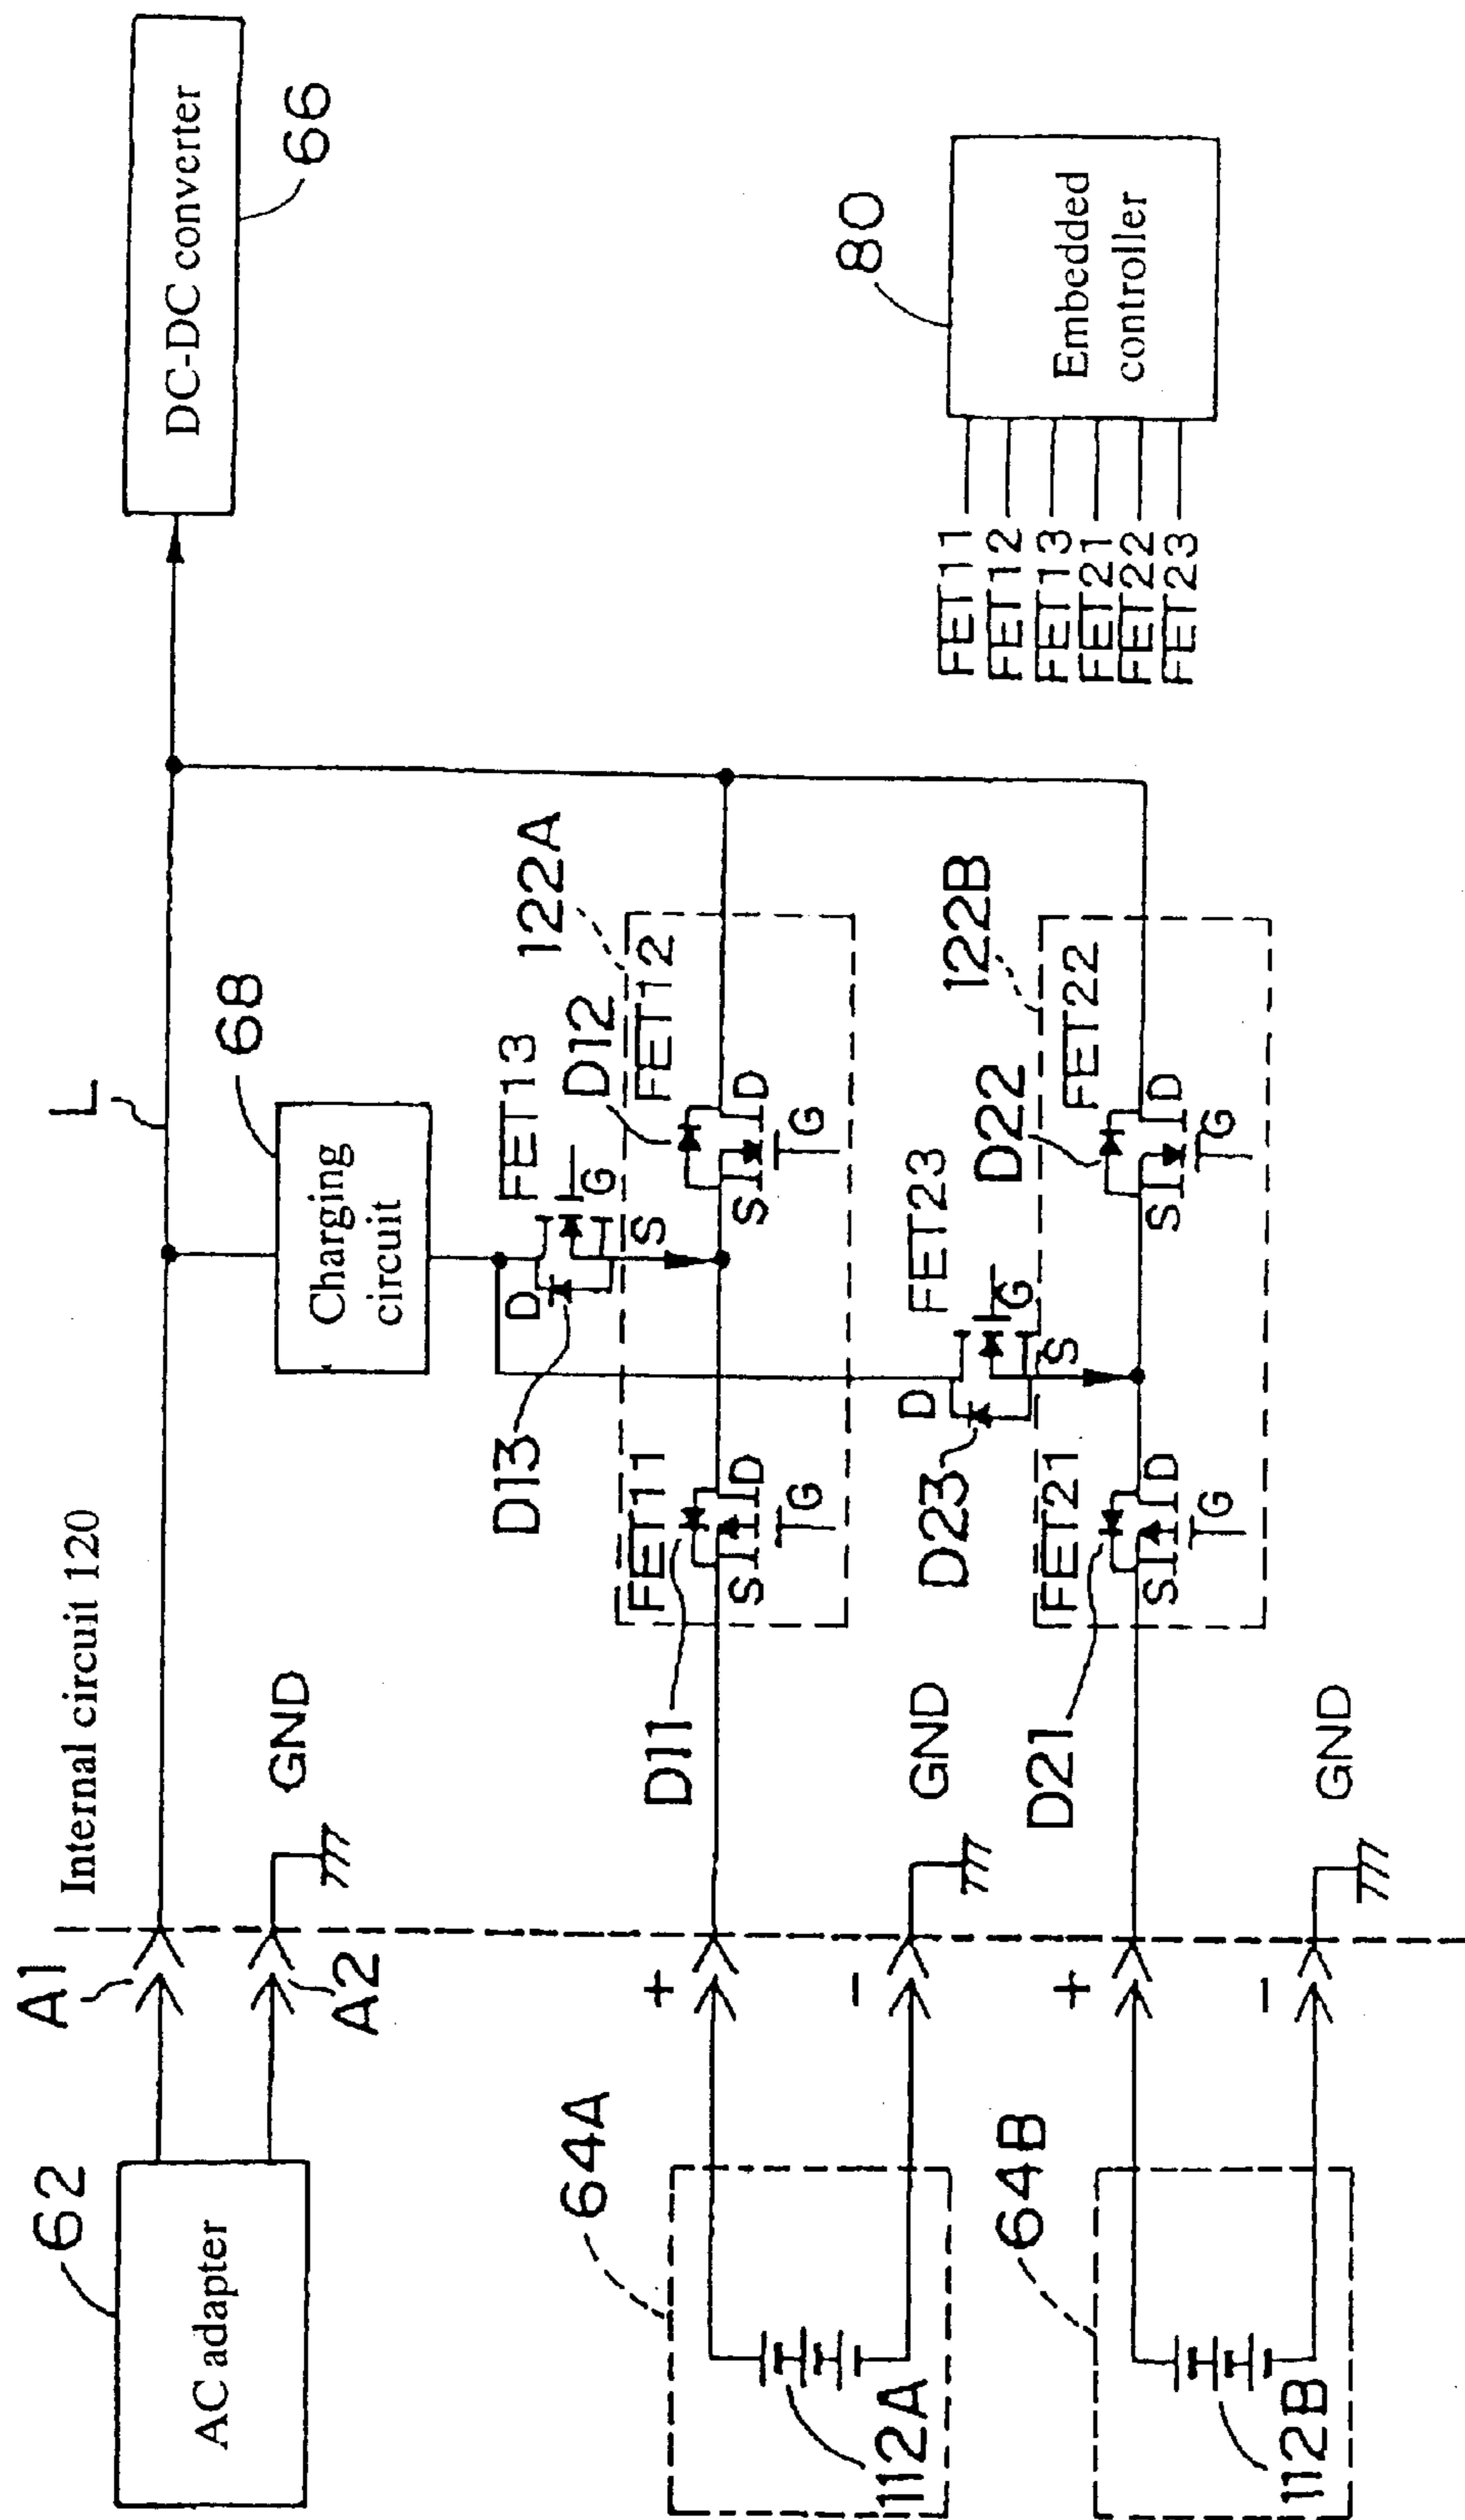 Internal circuit 120
62
AC adapter
A1
A2
GND
L
68
Charging
circuit
DC-DC converter
66
64A
+
−
112A
GND
D11
FET11
S
D
G
D13
D
FET13
G
S
D12
122A
FET12
S
D
G
64B
+
−
112B
GND
D21
FET21
S
D
G
D23
D
FET23
G
S
D22
122B
FET22
S
D
G
80
Embedded
controller
FET11
FET12
FET13
FET21
FET22
FET23